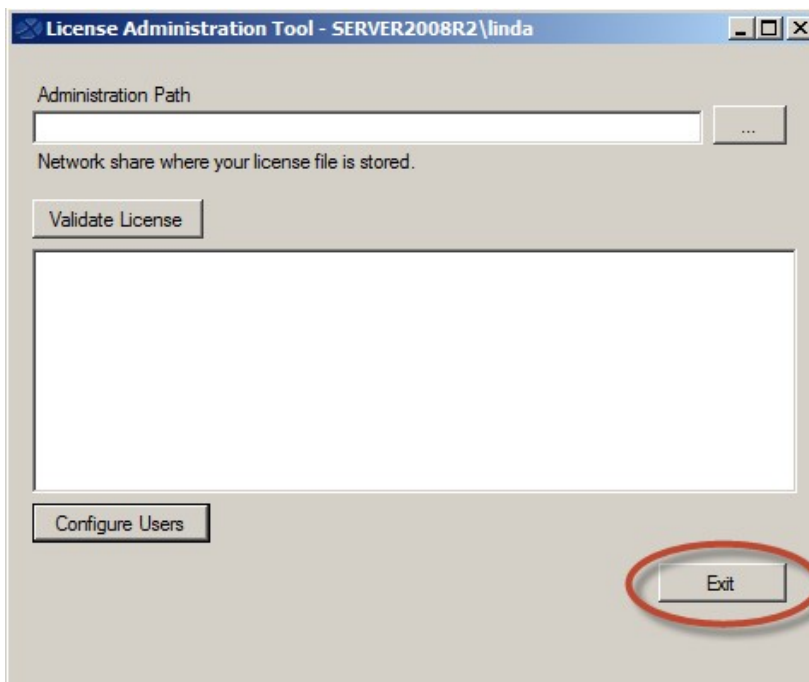 License Administration Tool - SERVER2008R2\linda
Administration Path
...
Network share where your license file is stored.
Validate License
Configure Users
Exit